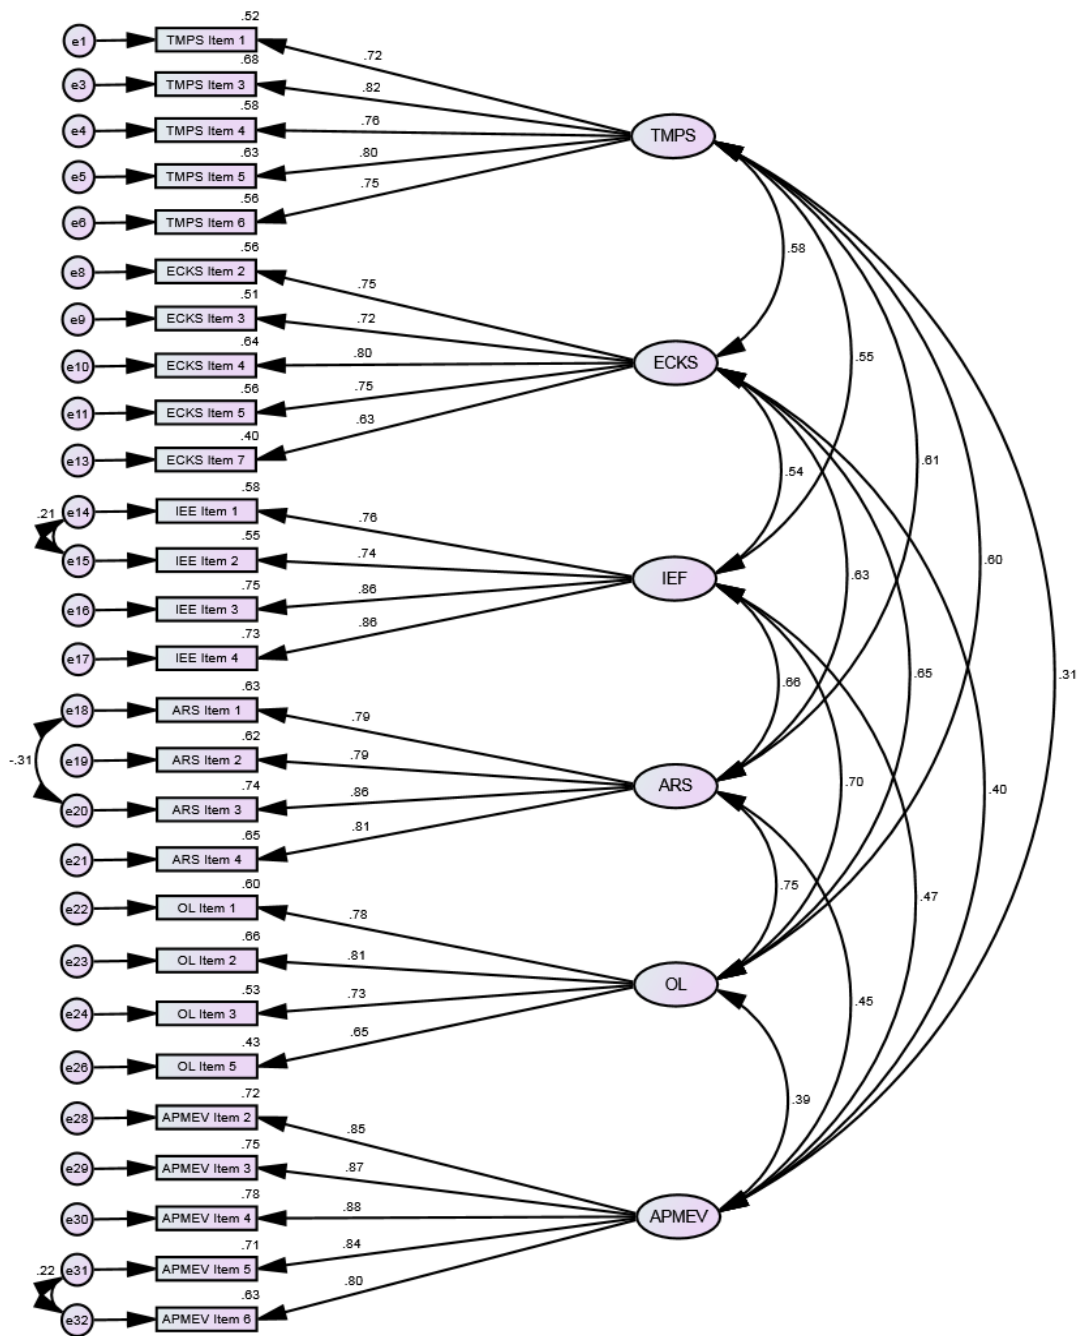 .52
e1 TMPS Item 1
.72
.68
e3 TMPS Item 3
.82
.58
e4 TMPS Item 4
.76
TMPS
.63
e5 TMPS Item 5
.80
.56
e6 TMPS Item 6
.75
.58
.56
e8 ECKS Item 2
.75
.51
e9 ECKS Item 3
.72
.64
e10 ECKS Item 4
.80
ECKS
.55
.56
e11 ECKS Item 5
.75
.40
e13 ECKS Item 7
.63
.61
.54
.58
e14 IEE Item 1
.76
.21
.55
e15 IEE Item 2
.74
.60
.63
IEF
.75
e16 IEE Item 3
.86
.73
e17 IEE Item 4
.86
.31
.65
.66
.63
e18 ARS Item 1
.79
-.31
.62
e19 ARS Item 2
.79
ARS
.70
.40
.74
e20 ARS Item 3
.86
.65
e21 ARS Item 4
.81
.75
.47
.60
e22 OL Item 1
.78
.66
e23 OL Item 2
.81
OL
.45
.53
e24 OL Item 3
.73
.43
e26 OL Item 5
.65
.39
.72
e28 APMEV Item 2
.85
.75
e29 APMEV Item 3
.87
.78
e30 APMEV Item 4
.88
APMEV
.71
e31 APMEV Item 5
.84
.22
.63
e32 APMEV Item 6
.80